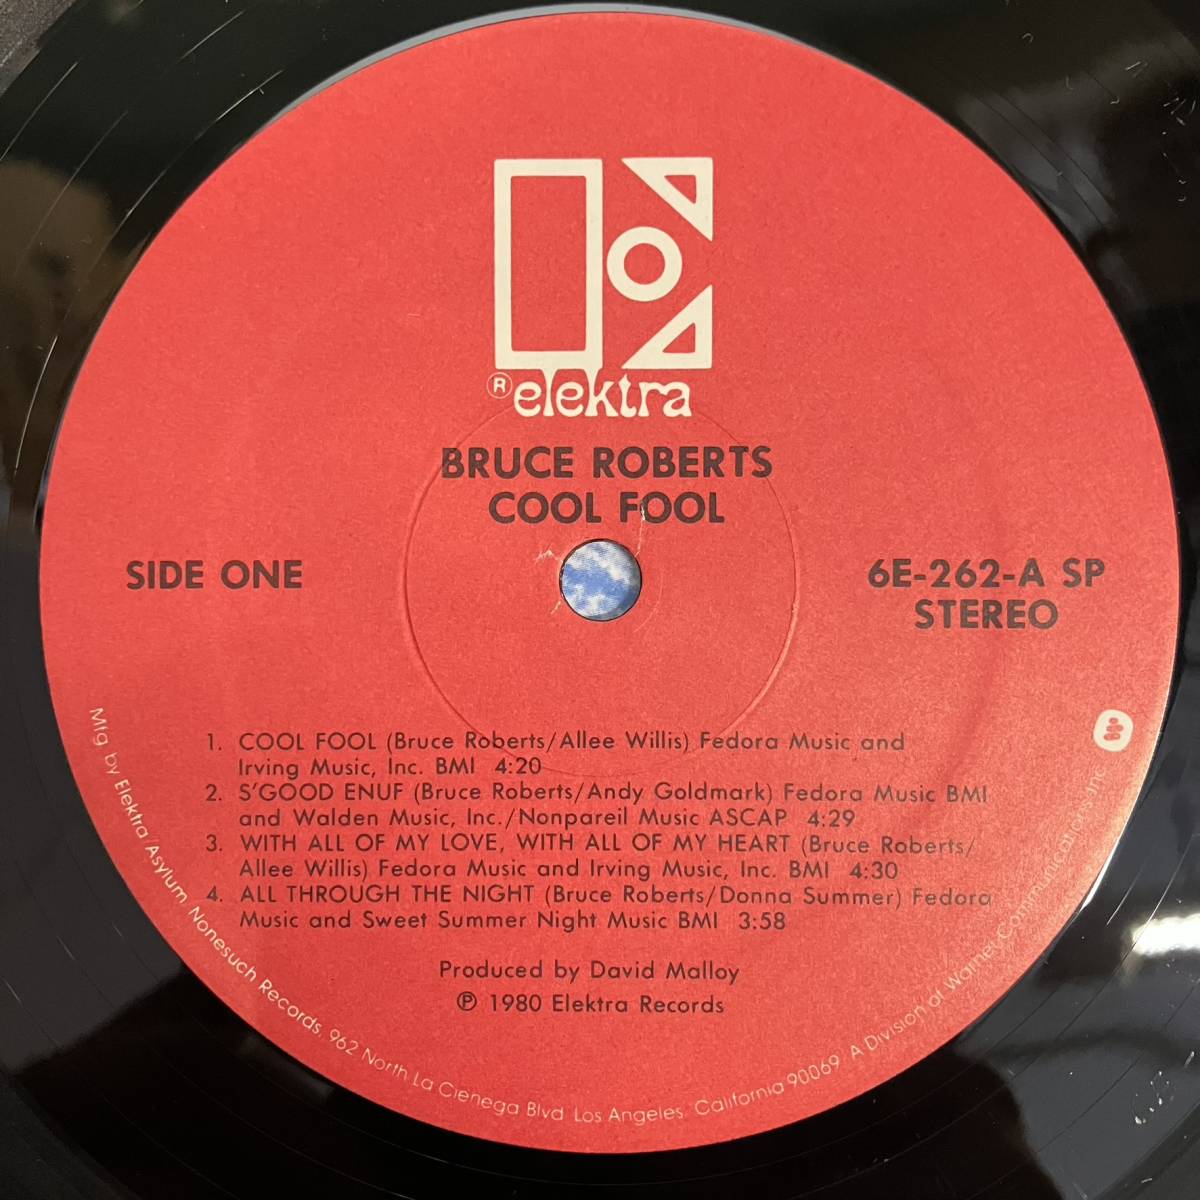 ® elektra
BRUCE ROBERTS
COOL FOOL
SIDE ONE
6E-262-A SP
STEREO
1. COOL FOOL (Bruce Roberts/Allee Willis) Fedora Music and
Irving Music, Inc. BMI 4:20
2. S'GOOD ENUF (Bruce Roberts/Andy Goldmark) Fedora Music BMI
and Walden Music, Inc./Nonpareil Music ASCAP 4:29
3. WITH ALL OF MY LOVE, WITH ALL OF MY HEART (Bruce Roberts/
Allee Willis) Fedora Music and Irving Music, Inc. BMI 4:30
4. ALL THROUGH THE NIGHT (Bruce Roberts/Donna Summer) Fedora
Music and Sweet Summer Night Music BMI 3:58
Produced by David Malloy
℗ 1980 Elektra Records
Mfg by Elektra/Asylum Nonesuch Records, 962 North La Cienega Blvd Los Angeles, California 90069 A Division of Warner Communications Inc